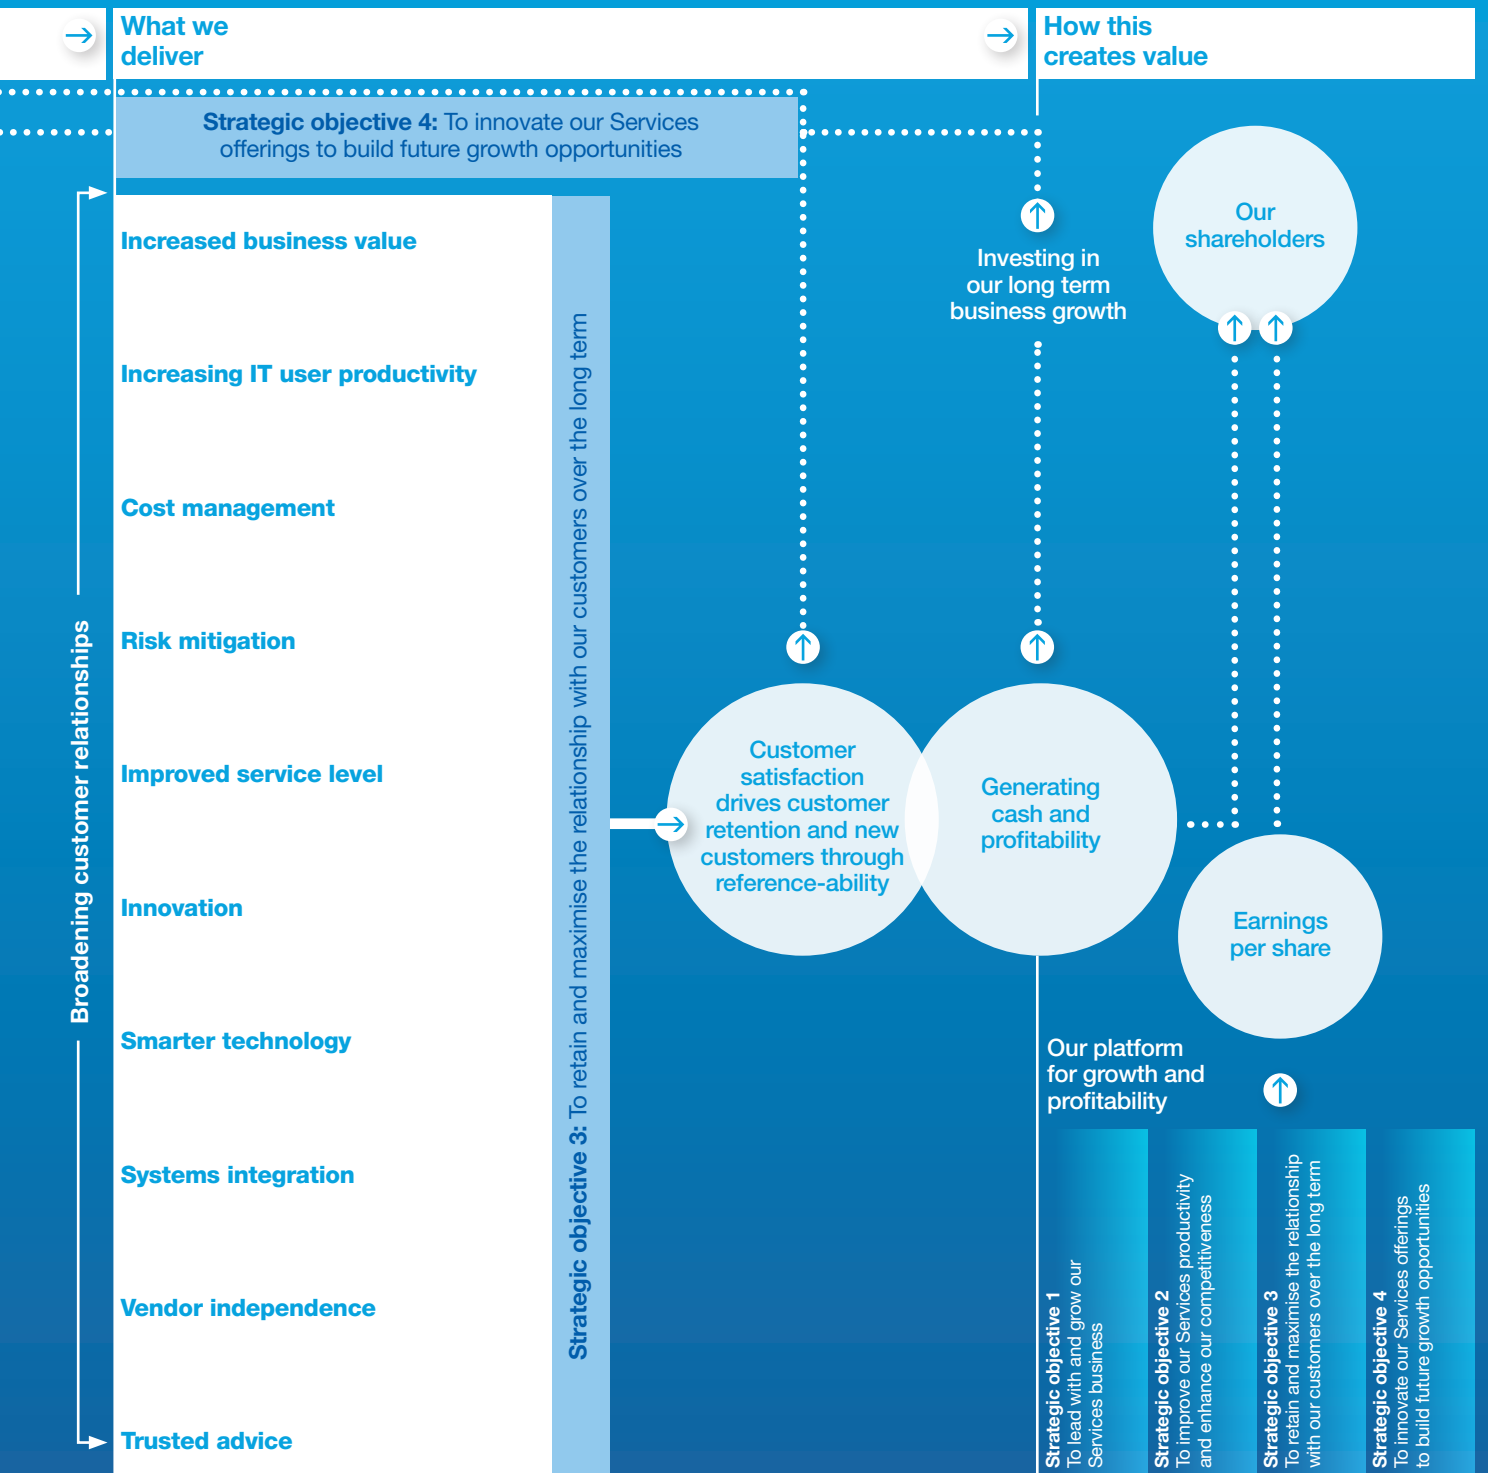 What we
deliver
How this
creates value
Strategic objective 4: To innovate our Services
offerings to build future growth opportunities
Broadening customer relationships
Increased business value
Increasing IT user productivity
Cost management
Risk mitigation
Improved service level
Innovation
Smarter technology
Systems integration
Vendor independence
Trusted advice
Strategic objective 3: To retain and maximise the relationship with our customers over the long term
Customer
satisfaction
drives customer
retention and new
customers through
reference-ability
Investing in
our long term
business growth
Generating
cash and
profitability
Our
shareholders
Earnings
per share
Our platform
for growth and
profitability
Strategic objective 1
To lead with and grow our
Services business
Strategic objective 2
To improve our Services productivity
and enhance our competitiveness
Strategic objective 3
To retain and maximise the relationship
with our customers over the long term
Strategic objective 4
To innovate our Services offerings
to build future growth opportunities